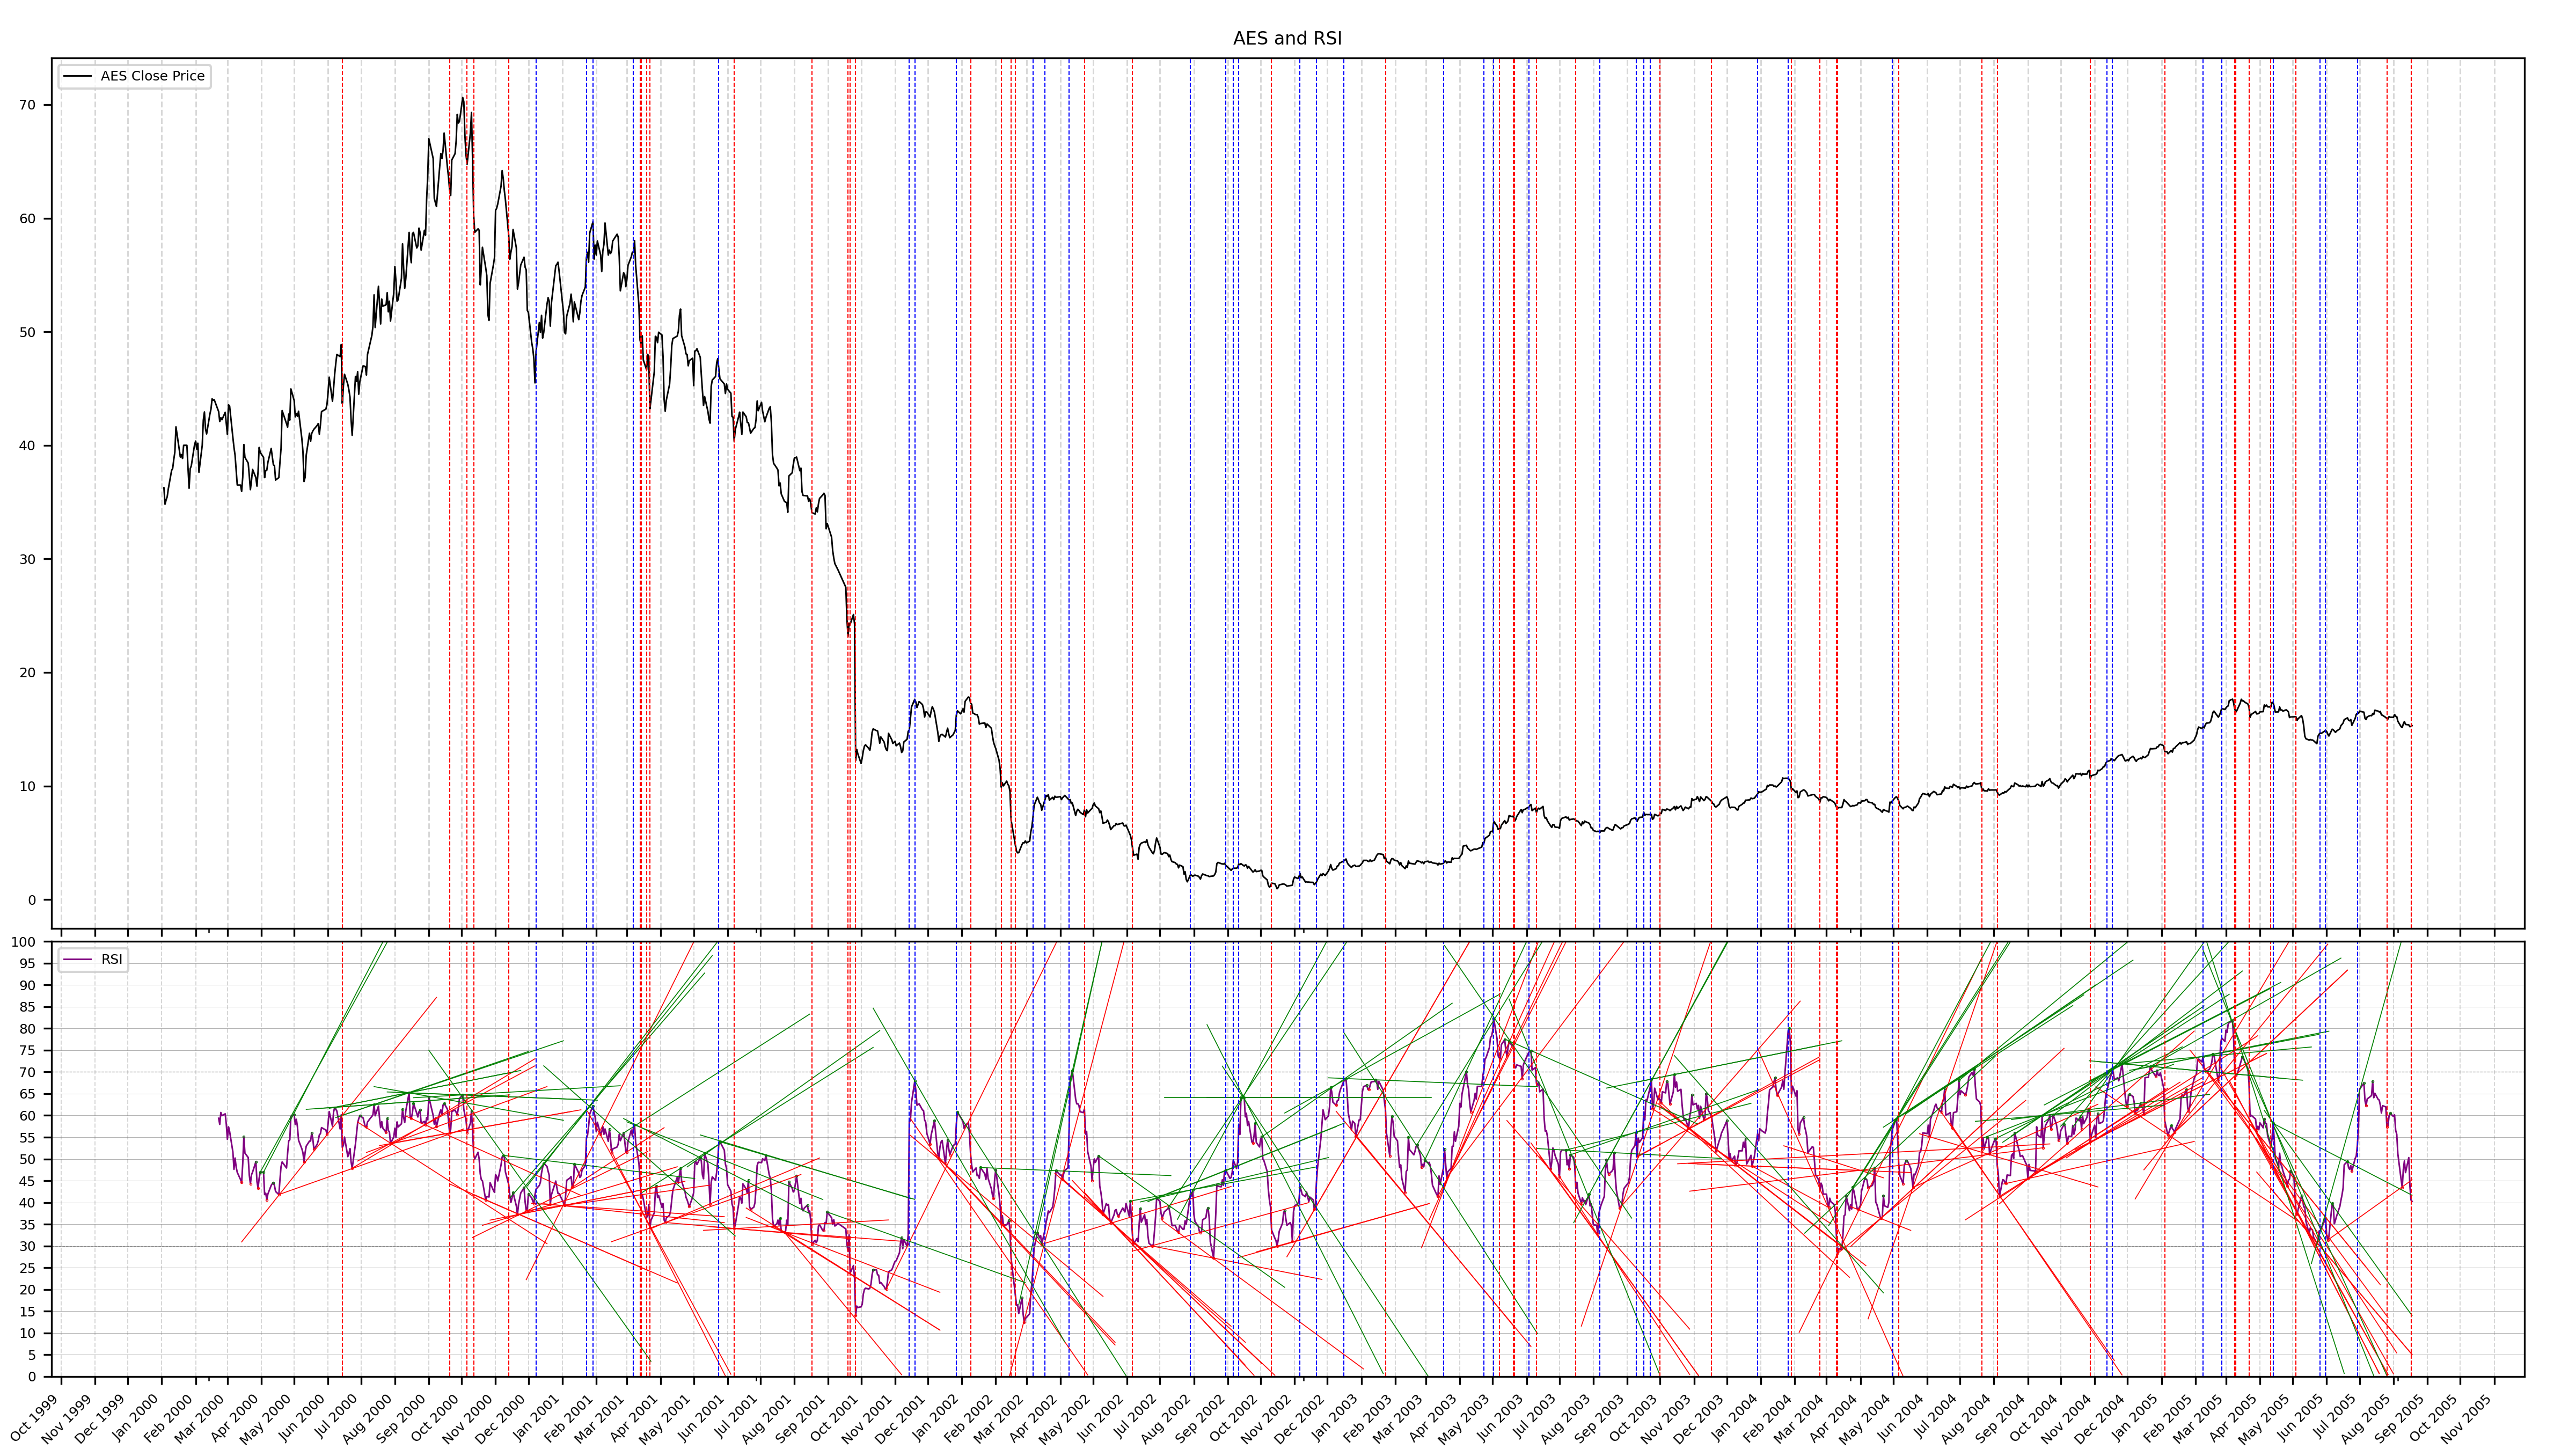 AES and RSI
AES Close Price
70
60
50
40
30
20
10
0
RSI
100
95
90
85
80
75
70
65
60
55
50
45
40
35
30
25
20
15
10
5
0
Oct 1999
Nov 1999
Dec 1999
Jan 2000
Feb 2000
Mar 2000
Apr 2000
May 2000
Jun 2000
Jul 2000
Aug 2000
Sep 2000
Oct 2000
Nov 2000
Dec 2000
Jan 2001
Feb 2001
Mar 2001
Apr 2001
May 2001
Jun 2001
Jul 2001
Aug 2001
Sep 2001
Oct 2001
Nov 2001
Dec 2001
Jan 2002
Feb 2002
Mar 2002
Apr 2002
May 2002
Jun 2002
Jul 2002
Aug 2002
Sep 2002
Oct 2002
Nov 2002
Dec 2002
Jan 2003
Feb 2003
Mar 2003
Apr 2003
May 2003
Jun 2003
Jul 2003
Aug 2003
Sep 2003
Oct 2003
Nov 2003
Dec 2003
Jan 2004
Feb 2004
Mar 2004
Apr 2004
May 2004
Jun 2004
Jul 2004
Aug 2004
Sep 2004
Oct 2004
Nov 2004
Dec 2004
Jan 2005
Feb 2005
Mar 2005
Apr 2005
May 2005
Jun 2005
Jul 2005
Aug 2005
Sep 2005
Oct 2005
Nov 2005